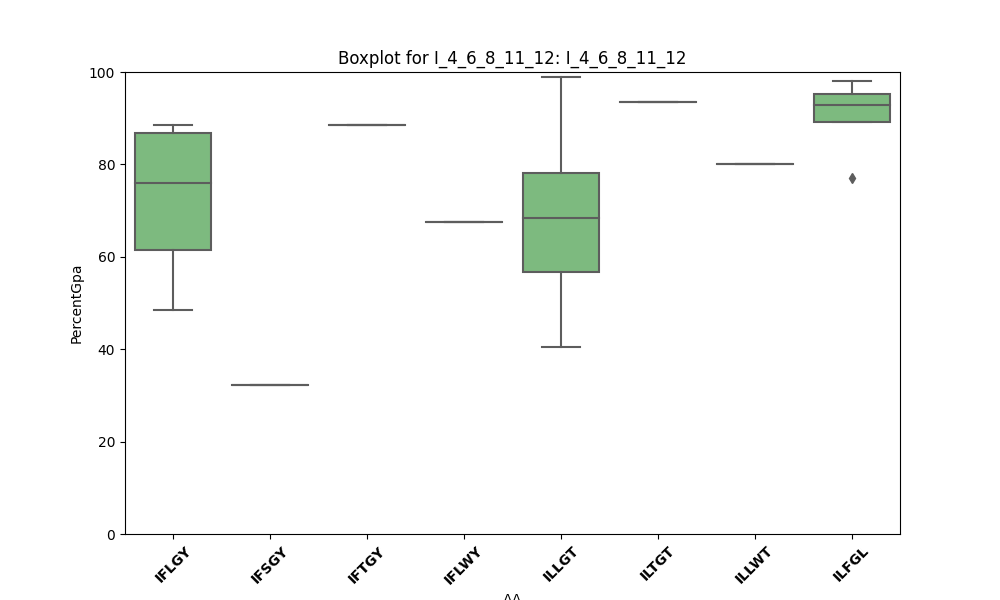 Boxplot for I_4_6_8_11_12: I_4_6_8_11_12
PercentGpa
100
80
60
40
20
0
IFLGY
IFSGY
IFTGY
IFLWY
ILLGT
ILTGT
ILLWT
ILFGL
AA